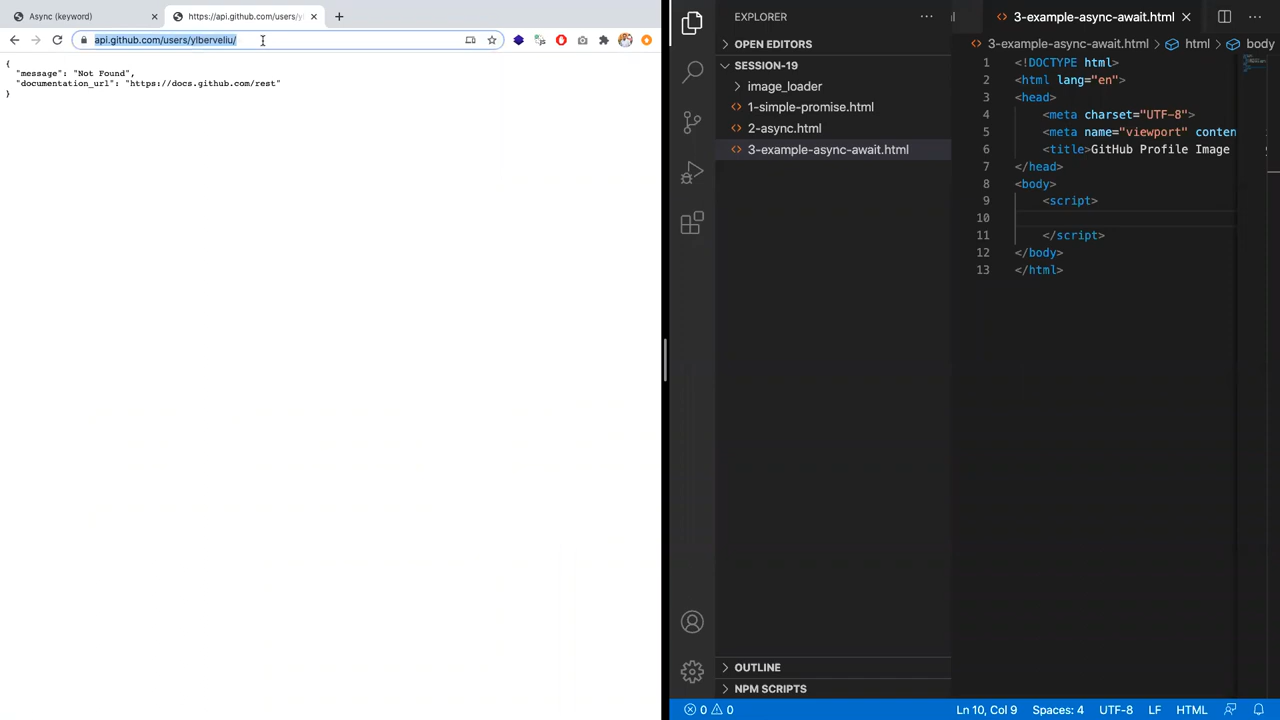 Async (keyword)
https://api.github.com/users/yl
api.github.com/users/ylberveliu/
{
"message": "Not Found",
"documentation_url": "https://docs.github.com/rest"
}
EXPLORER
OPEN EDITORS
SESSION-19
image_loader
1-simple-promise.html
2-async.html
3-example-async-await.html
OUTLINE
NPM SCRIPTS
3-example-async-await.html
3-example-async-await.html > html > body
1 <!DOCTYPE html>
2 <html lang="en">
3 <head>
4 <meta charset="UTF-8">
5 <meta name="viewport" conten
6 <title>GitHub Profile Image
7 </head>
8 <body>
9 <script>
10
11 </script>
12 </body>
13 </html>
0 0 Ln 10, Col 9 Spaces: 4 UTF-8 LF HTML